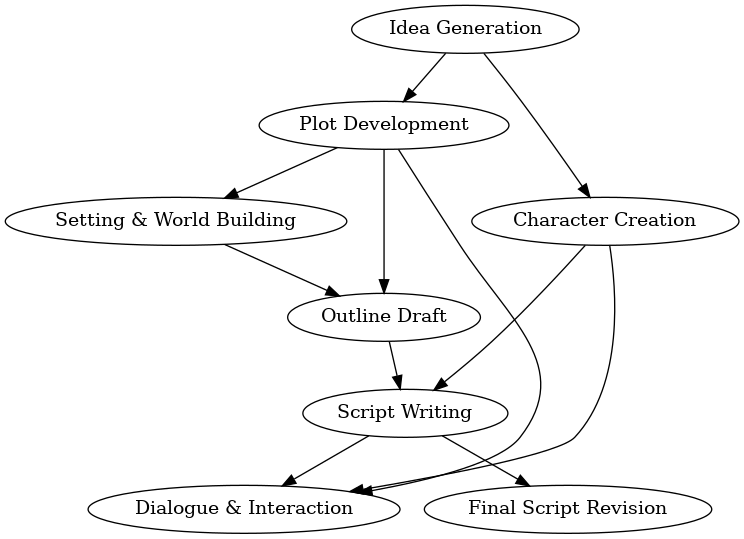 Idea Generation
Plot Development
Setting & World Building
Character Creation
Outline Draft
Script Writing
Dialogue & Interaction
Final Script Revision